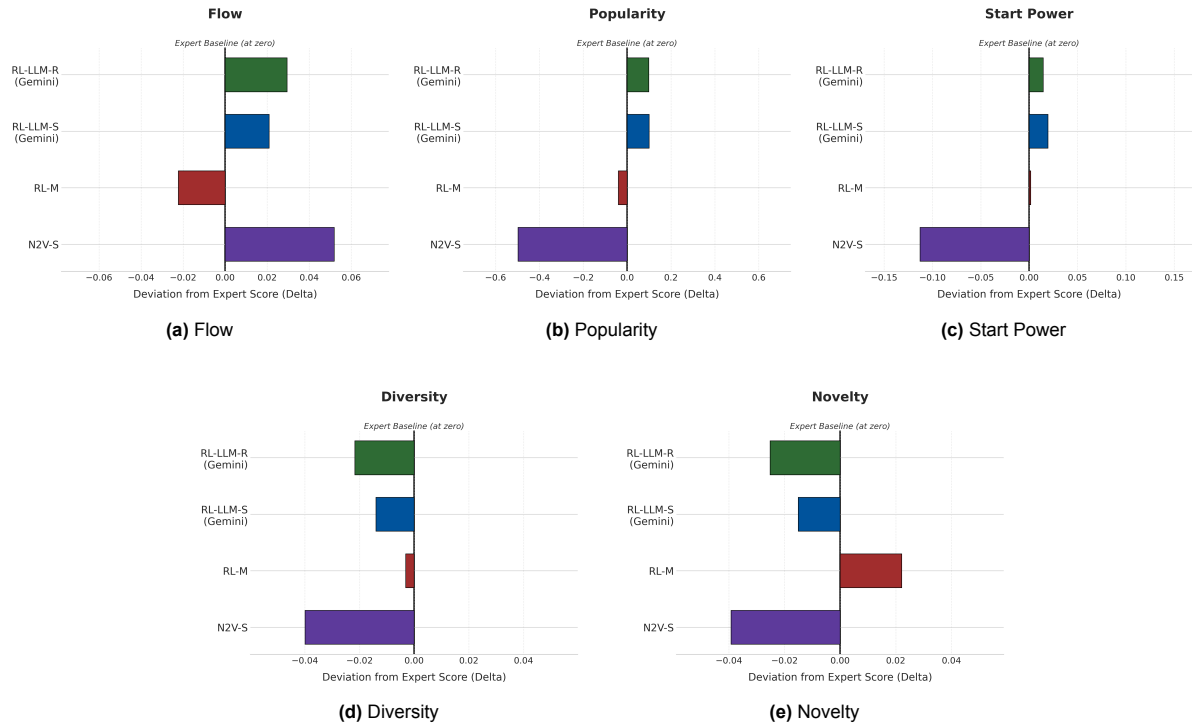 Flow
Expert Baseline (at zero)
RL-LLM-R
(Gemini)
RL-LLM-S
(Gemini)
RL-M
N2V-S
−0.06 −0.04 −0.02 0.00 0.02 0.04 0.06
Deviation from Expert Score (Delta)
(a) Flow
Popularity
Expert Baseline (at zero)
RL-LLM-R
(Gemini)
RL-LLM-S
(Gemini)
RL-M
N2V-S
−0.6 −0.4 −0.2 0.0 0.2 0.4 0.6
Deviation from Expert Score (Delta)
(b) Popularity
Start Power
Expert Baseline (at zero)
RL-LLM-R
(Gemini)
RL-LLM-S
(Gemini)
RL-M
N2V-S
−0.15 −0.10 −0.05 0.00 0.05 0.10 0.15
Deviation from Expert Score (Delta)
(c) Start Power
Diversity
Expert Baseline (at zero)
RL-LLM-R
(Gemini)
RL-LLM-S
(Gemini)
RL-M
N2V-S
−0.04 −0.02 0.00 0.02 0.04
Deviation from Expert Score (Delta)
(d) Diversity
Novelty
Expert Baseline (at zero)
RL-LLM-R
(Gemini)
RL-LLM-S
(Gemini)
RL-M
N2V-S
−0.04 −0.02 0.00 0.02 0.04
Deviation from Expert Score (Delta)
(e) Novelty